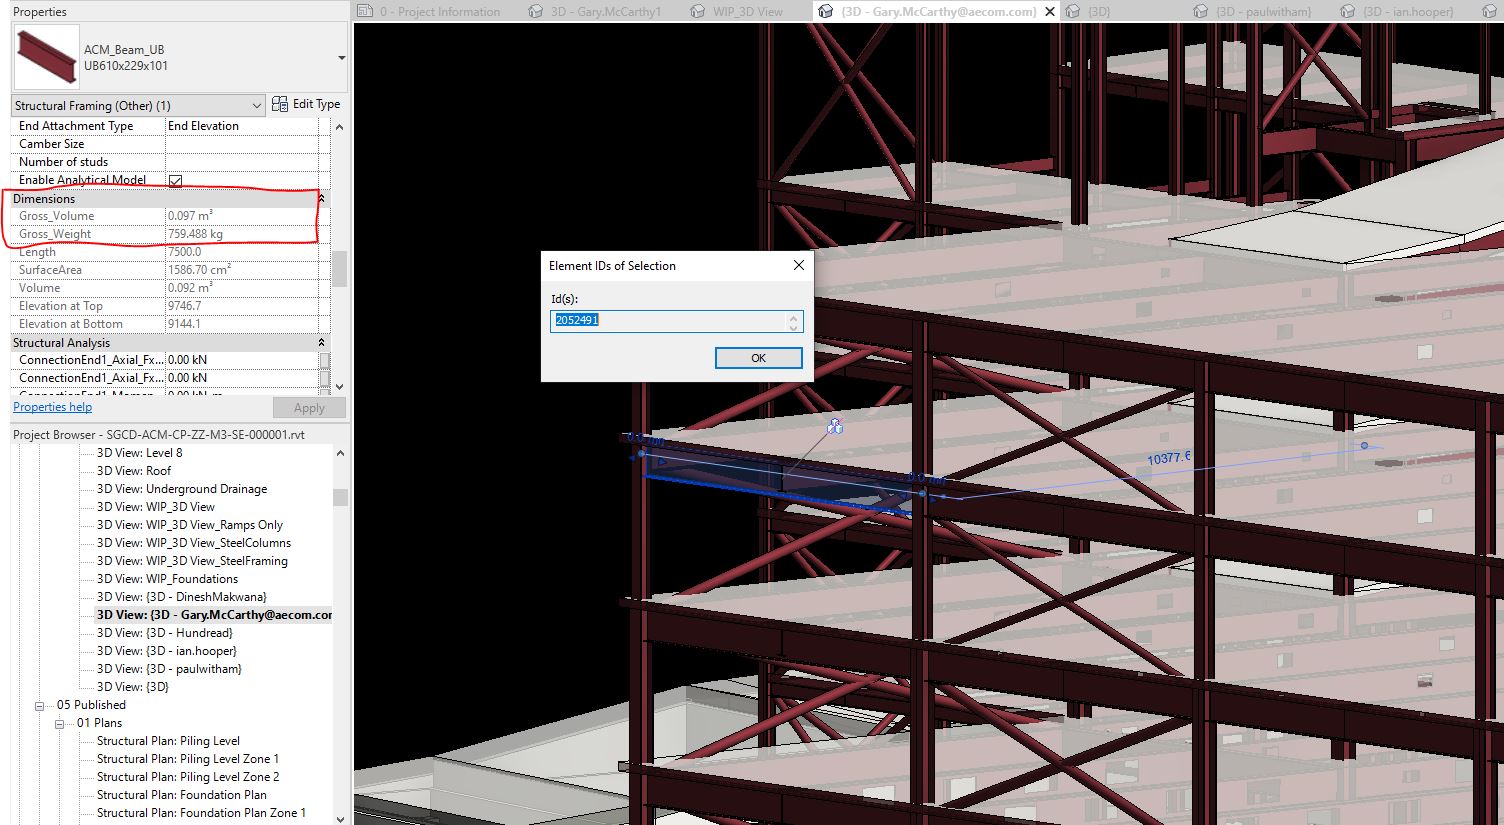 Properties
0 - Project Information
3D - Gary.McCarthy1
WIP_3D View
{3D - Gary.McCarthy@aecom.com}
{3D}
{3D - paulwitham}
{3D - ian.hooper}
ACM_Beam_UB
UB610x229x101
Structural Framing (Other) (1)
Edit Type
End Attachment Type End Elevation
Camber Size
Number of studs
Enable Analytical Model
Dimensions
Gross_Volume 0.097 m³
Gross_Weight 759.488 kg
Length 7500.0
SurfaceArea 1586.70 cm²
Volume 0.092 m³
Elevation at Top 9746.7
Elevation at Bottom 9144.1
Structural Analysis
ConnectionEnd1_Axial_Fx... 0.00 kN
ConnectionEnd1_Axial_Fx... 0.00 kN
Properties help
Apply
Element IDs of Selection
Id(s):
2052491
OK
10377.6
Project Browser - SGCD-ACM-CP-ZZ-M3-SE-000001.rvt
3D View: Level 8
3D View: Roof
3D View: Underground Drainage
3D View: WIP_3D View
3D View: WIP_3D View_Ramps Only
3D View: WIP_3D View_SteelColumns
3D View: WIP_3D View_SteelFraming
3D View: WIP_Foundations
3D View: {3D - DineshMakwana}
3D View: {3D - Gary.McCarthy@aecom.cor
3D View: {3D - Hundread}
3D View: {3D - ian.hooper}
3D View: {3D - paulwitham}
3D View: {3D}
05 Published
01 Plans
Structural Plan: Piling Level
Structural Plan: Piling Level Zone 1
Structural Plan: Piling Level Zone 2
Structural Plan: Foundation Plan
Structural Plan: Foundation Plan Zone 1